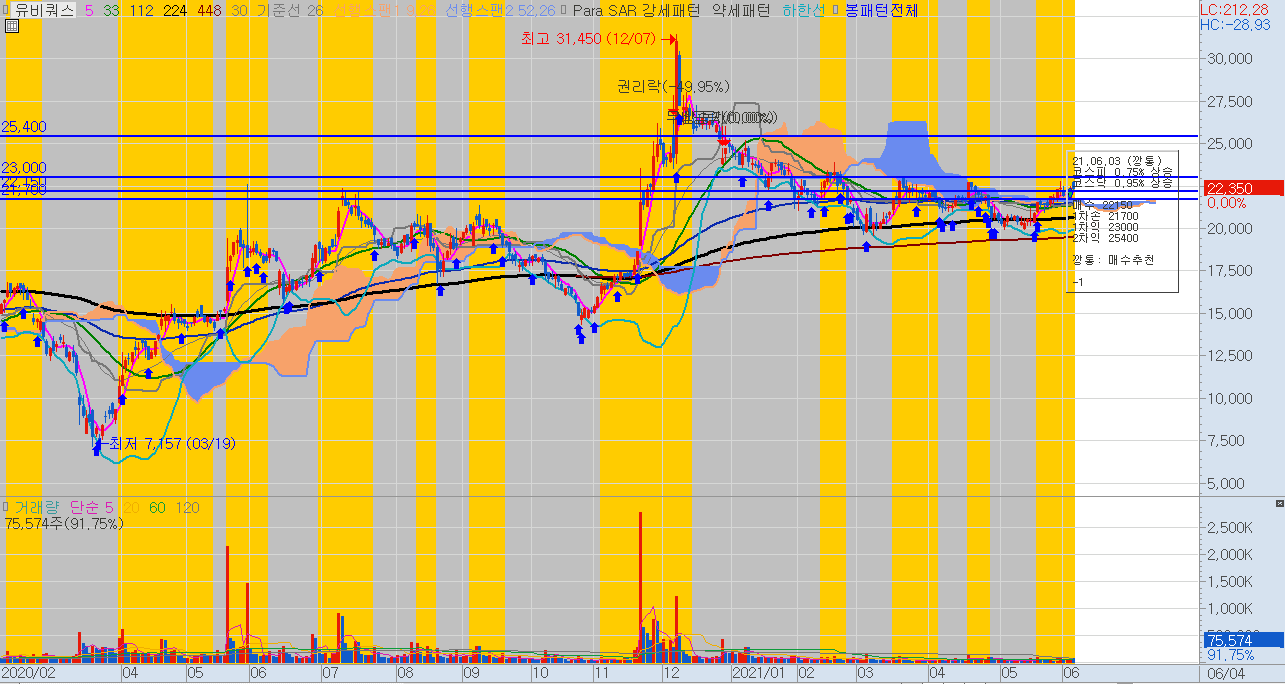 유비쿼스 5 33 112 224 448 30 기준선 26 선행스팬1 9,26 선행스팬2 52,26 Para SAR 강세패턴 약세패턴 하한선 봉패턴전체
LC:212,28
HC:-28,93
최고 31,450 (12/07)
권리락(-49,95%)
30,000
27,500
25,000
22,350
0,00%
20,000
17,500
15,000
12,500
10,000
7,500
5,000
25,400
23,000
22,150
21,700
21,06,03 (깡통)
코스피 0,75% 상승
코스닥 0,95% 상승
매수 22150
1차손 21700
1차익 23000
2차익 25400
깡통: 매수추천
-1
최저 7,157 (03/19)
거래량 단순 5 20 60 120
75,574주(91,75%)
2,500K
2,000K
1,500K
1,000K
75,574
91,75%
2020/02 04 05 06 07 08 09 10 11 12 2021/01 02 03 04 05 06 06/04